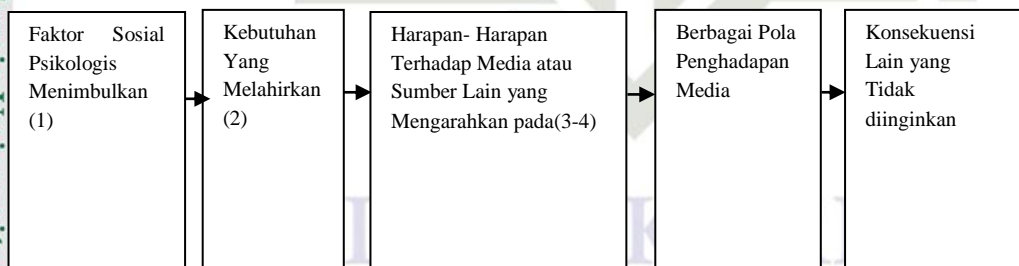 Faktor Sosial
Psikologis
Menimbulkan
(1)
Kebutuhan
Yang
Melahirkan
(2)
Harapan- Harapan
Terhadap Media atau
Sumber Lain yang
Mengarahkan pada(3-4)
Berbagai Pola
Penghadapan
Media
Konsekuensi
Lain yang
Tidak
diinginkan